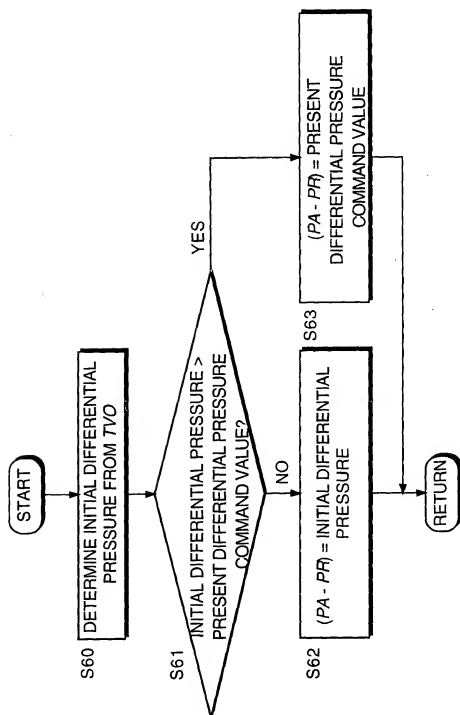 START
S60
DETERMINE INITIAL DIFFERENTIAL
PRESSURE FROM TVO
S61
INITIAL DIFFERENTIAL PRESSURE >
PRESENT DIFFERENTIAL PRESSURE
COMMAND VALUE?
YES
NO
S62
(PA - PR) = INITIAL DIFFERENTIAL
PRESSURE
S63
(PA - PR) = PRESENT
DIFFERENTIAL PRESSURE
COMMAND VALUE
RETURN